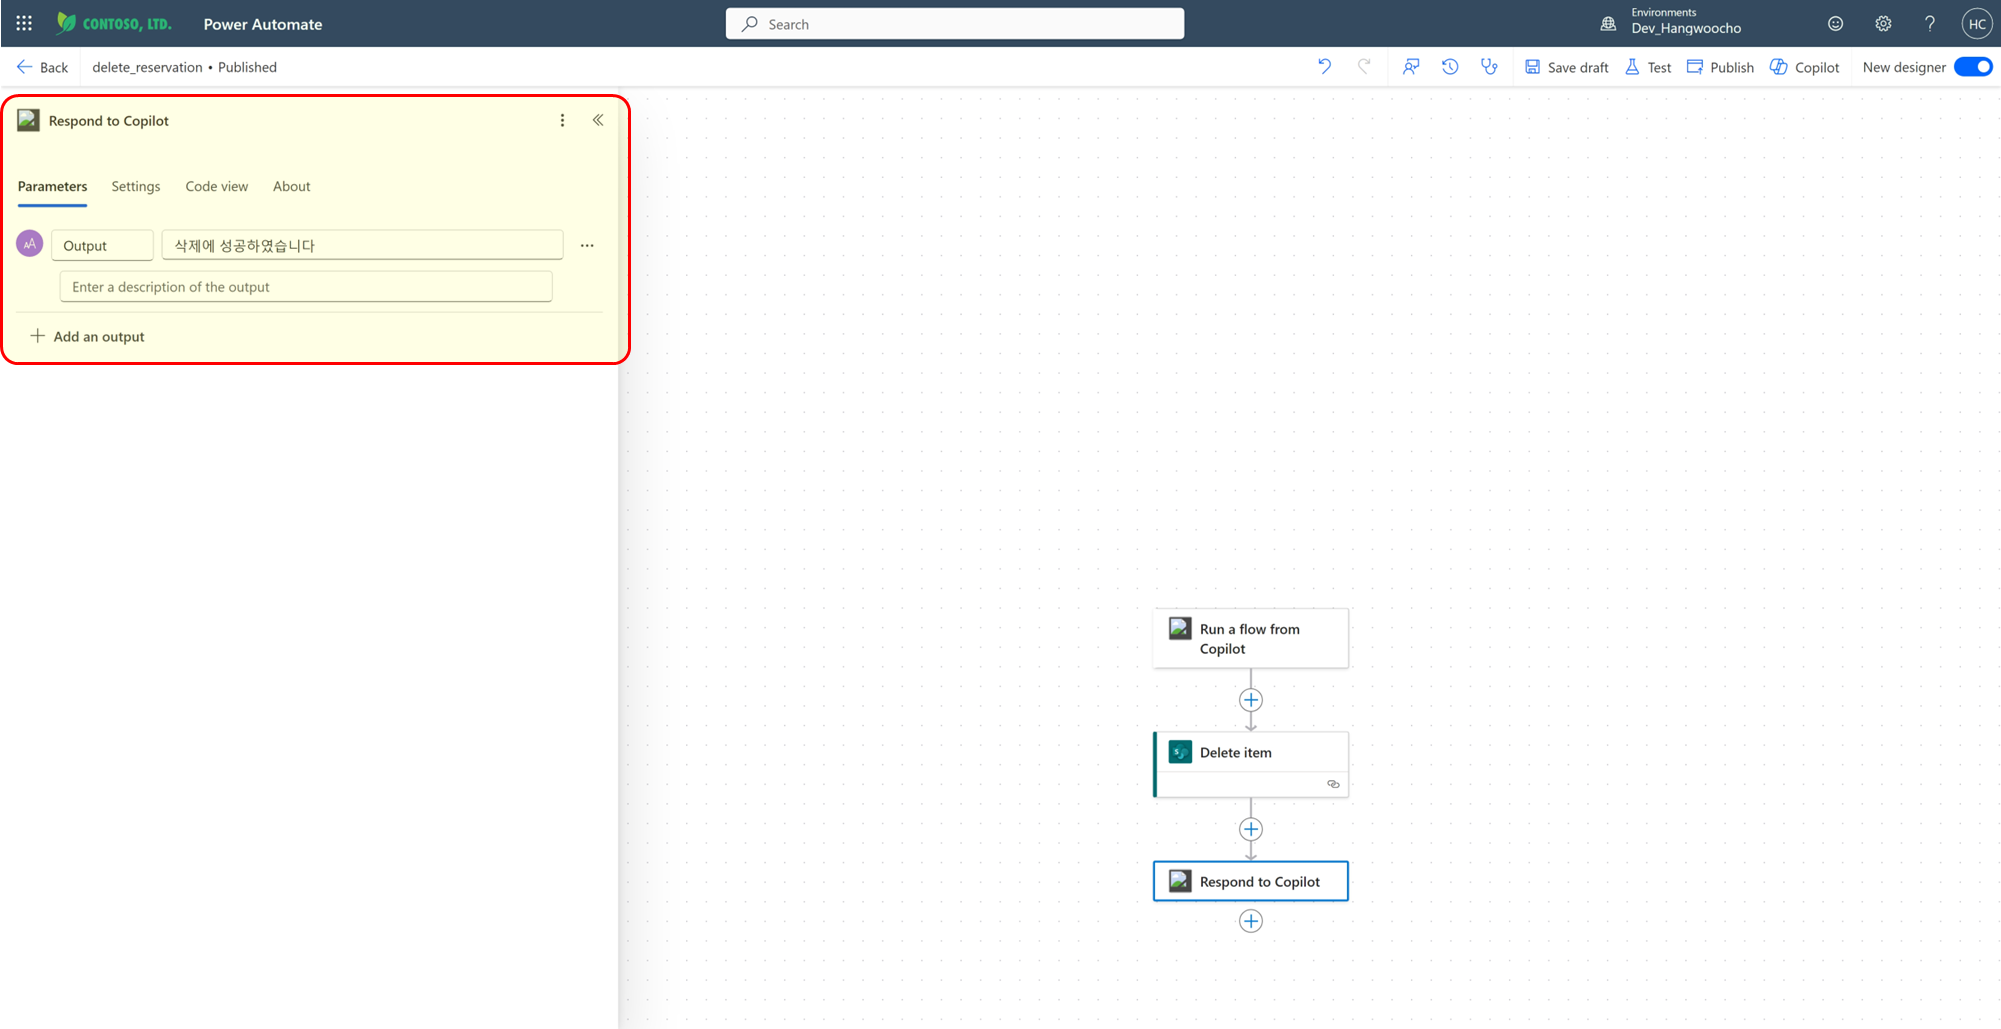 CONTOSO, LTD.
Power Automate
Search
Environments
Dev_Hangwoocho
HC
Back
delete_reservation • Published
Save draft
Test
Publish
Copilot
New designer
Respond to Copilot
Parameters
Settings
Code view
About
AA
Output
삭제에 성공하였습니다
Enter a description of the output
Add an output
Run a flow from
Copilot
S
Delete item
Respond to Copilot